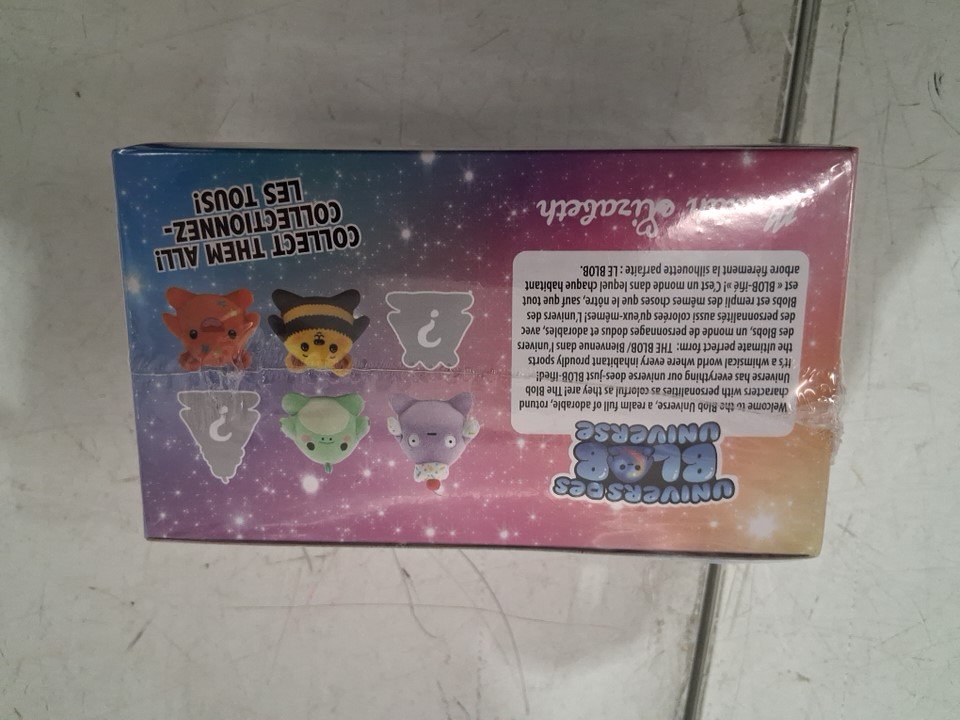 UNIVERS DES
BLOB
UNIVERSE
Welcome to the Blob Universe, a realm full of adorable, rotund
characters with personalities as colorful as they are! The Blob
Universe has everything our universe does-just BLOB-ified!
It's a whimsical world where every inhabitant proudly sports
the ultimate perfect form: THE BLOB/ Bienvenue dans l'univers
des Blobs, un monde de personnages dodus et adorables, avec
des personnalités aussi colorées qu'eux-mêmes! L'univers des
Blobs est rempli des mêmes choses que le nôtre, sauf que tout
est « BLOB-ifié »! C'est un monde dans lequel chaque habitant
arbore fièrement la silhouette parfaite : LE BLOB.
Elizabeth
?
?
COLLECT THEM ALL!
COLLECTIONNEZ-
LES TOUS!